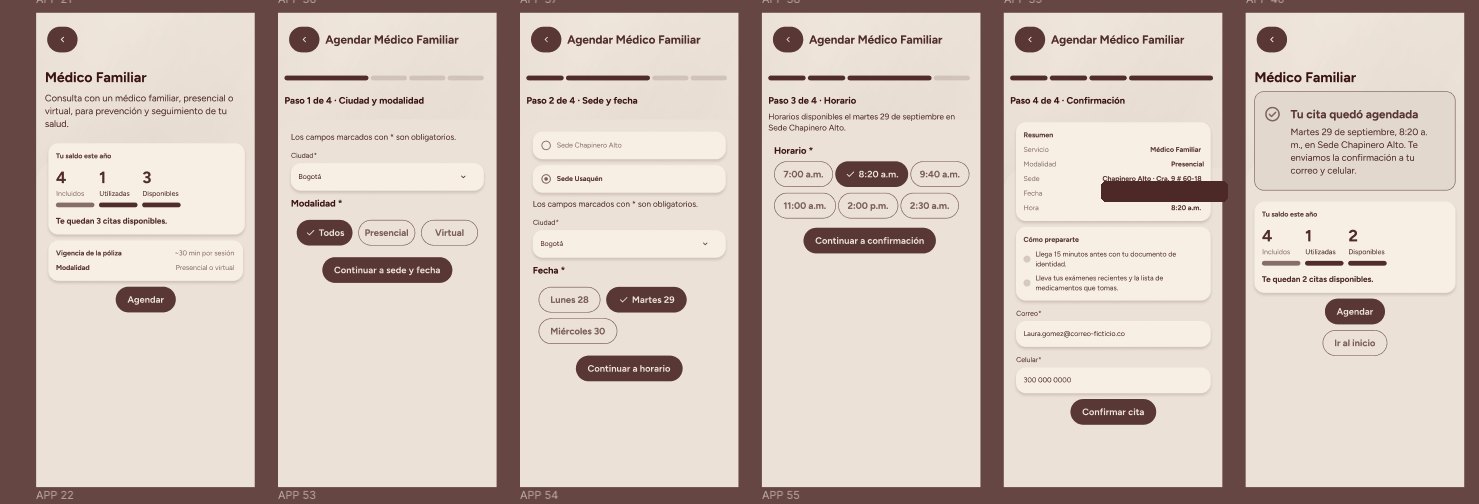 APP 21
Médico Familiar
Consulta con un médico familiar, presencial o
virtual, para prevención y seguimiento de tu
salud.
Tu saldo este año
4 1 3
Incluidos Utilizadas Disponibles
Te quedan 3 citas disponibles.
Vigencia de la póliza ~30 min por sesión
Modalidad Presencial o virtual
Agendar
APP 22
Agendar Médico Familiar
Paso 1 de 4 · Ciudad y modalidad
Los campos marcados con * son obligatorios.
Ciudad*
Bogotá
Modalidad *
Todos Presencial Virtual
Continuar a sede y fecha
APP 53
Agendar Médico Familiar
Paso 2 de 4 · Sede y fecha
Sede Chapinero Alto
Sede Usaquén
Los campos marcados con * son obligatorios.
Ciudad*
Bogotá
Fecha *
Lunes 28 Martes 29
Miércoles 30
Continuar a horario
APP 54
Agendar Médico Familiar
Paso 3 de 4 · Horario
Horarios disponibles el martes 29 de septiembre en
Sede Chapinero Alto.
Horario *
7:00 a.m. 8:20 a.m. 9:40 a.m.
11:00 a.m. 2:00 p.m. 2:30 a.m.
Continuar a confirmación
APP 55
Agendar Médico Familiar
Paso 4 de 4 · Confirmación
Resumen
Servicio Médico Familiar
Modalidad Presencial
Sede Chapinero Alto · Cra. 9 # 60-18
Fecha
Hora 8:20 a.m.
Cómo prepararte
Llega 15 minutos antes con tu documento de
identidad.
Lleva tus exámenes recientes y la lista de
medicamentos que tomas.
Correo*
Laura.gomez@correo-ficticio.co
Celular*
300 000 0000
Confirmar cita
Médico Familiar
Tu cita quedó agendada
Martes 29 de septiembre, 8:20 a.
m., en Sede Chapinero Alto. Te
enviamos la confirmación a tu
correo y celular.
Tu saldo este año
4 1 2
Incluidos Utilizadas Disponibles
Te quedan 2 citas disponibles.
Agendar
Ir al inicio